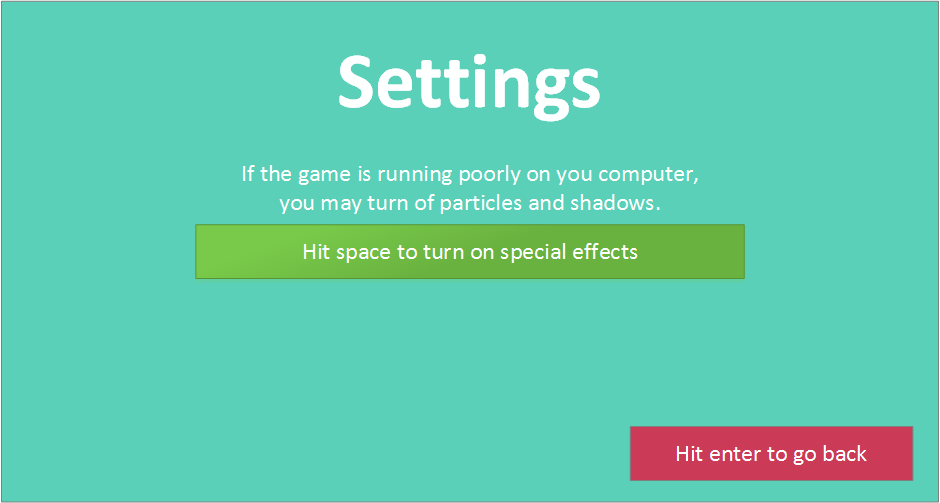 Settings
If the game is running poorly on you computer,
you may turn of particles and shadows.
Hit space to turn on special effects
Hit enter to go back